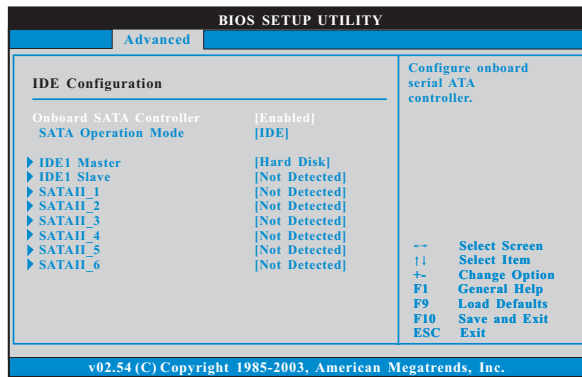 BIOS SETUP UTILITY
Advanced
IDE Configuration
Onboard SATA Controller [Enabled]
SATA Operation Mode [IDE]
IDE1 Master [Hard Disk]
IDE1 Slave [Not Detected]
SATAII_1 [Not Detected]
SATAII_2 [Not Detected]
SATAII_3 [Not Detected]
SATAII_4 [Not Detected]
SATAII_5 [Not Detected]
SATAII_6 [Not Detected]
Configure onboard
serial ATA
controller.
←→ Select Screen
↑↓ Select Item
+- Change Option
F1 General Help
F9 Load Defaults
F10 Save and Exit
ESC Exit
v02.54 (C) Copyright 1985-2003, American Megatrends, Inc.